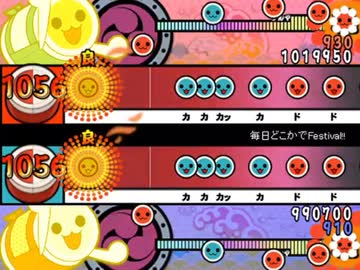 930
1019950
1056
良
カ カ カッ カ ド ド
毎日どこかでFestival!!
良
1056
カ カ カッ カ ド ド
990700
910